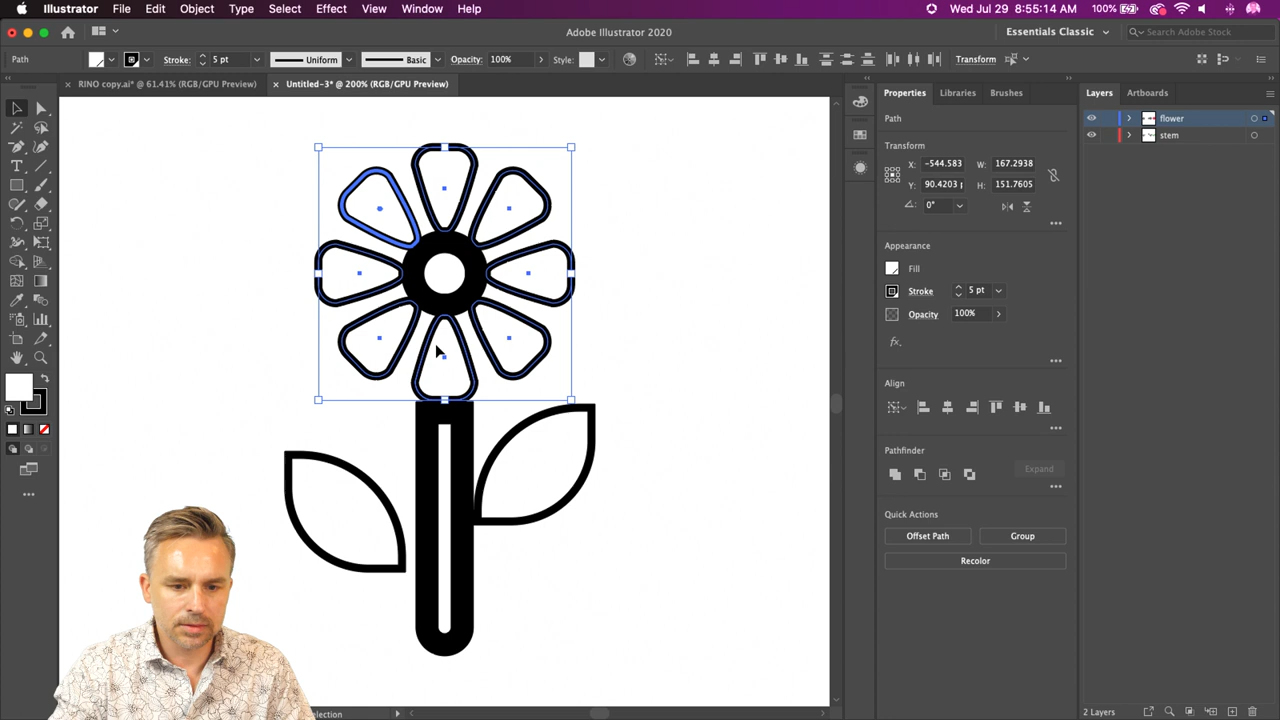 Illustrator File Edit Object Type Select Effect View Window Help 100% Wed Jul 29 8:55:14 AM
Adobe Illustrator 2020 Essentials Classic Search Adobe Stock
Path Stroke: 5 pt Uniform Basic Opacity: 100% Style: Transform
RINO copy.ai* @ 61.41% (RGB/GPU Preview) Untitled-3* @ 200% (RGB/GPU Preview)
Properties Libraries Brushes Layers Artboards
Path flower
stem
Transform
X: -544.583 W: 167.2938
Y: 90.4203 H: 151.7605
0°
Appearance
Fill
Stroke 5 pt
Opacity 100%
fx.
Align
Pathfinder
Expand
Quick Actions
Offset Path Group
Recolor
election
2 Layers